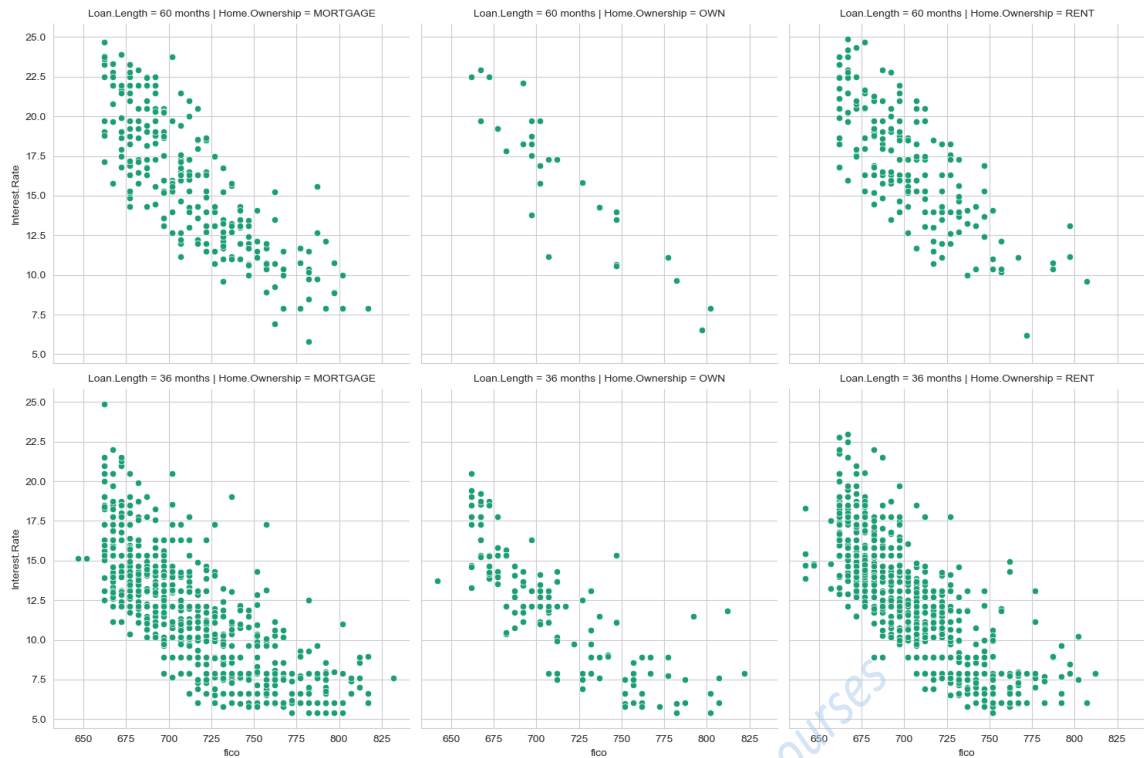 Loan.Length = 60 months | Home.Ownership = MORTGAGE
Loan.Length = 60 months | Home.Ownership = OWN
Loan.Length = 60 months | Home.Ownership = RENT
25.0
22.5
20.0
17.5
15.0
12.5
10.0
7.5
5.0
Interest.Rate
Loan.Length = 36 months | Home.Ownership = MORTGAGE
Loan.Length = 36 months | Home.Ownership = OWN
Loan.Length = 36 months | Home.Ownership = RENT
25.0
22.5
20.0
17.5
15.0
12.5
10.0
7.5
5.0
Interest.Rate
650 675 700 725 750 775 800 825
650 675 700 725 750 775 800 825
650 675 700 725 750 775 800 825
fico
fico
fico